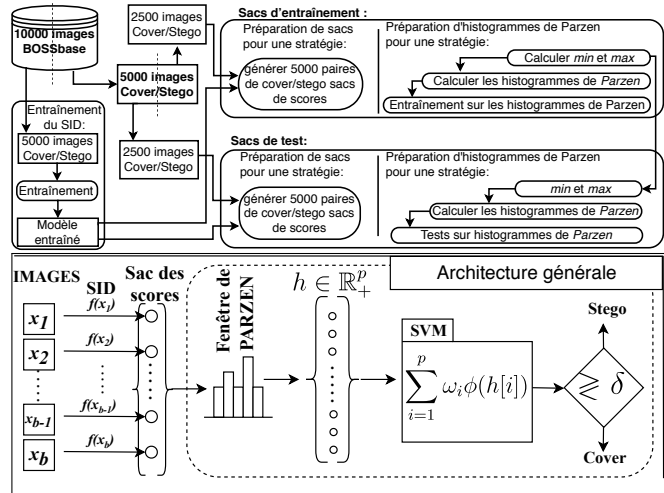 10000 images
BOSSbase
Entraînement
du SID:
5000 images
Cover/Stego
Entraînement
Modèle
entraîné
2500 images
Cover/Stego
5000 images
Cover/Stego
2500 images
Cover/Stego
Sacs d'entraînement :
Préparation de sacs
pour une stratégie:
générer 5000 paires
de cover/stego sacs
de scores
Préparation d'histogrammes de Parzen
pour une stratégie:
Calculer min et max
Calculer les histogrammes de Parzen
Entraînement sur les histogrammes de Parzen
Sacs de test:
Préparation de sacs
pour une stratégie:
générer 5000 paires
de cover/stego sacs
de scores
Préparation d'histogrammes de Parzen
pour une stratégie:
min et max
Calculer les histogrammes de Parzen
Tests sur histogrammes de Parzen
Architecture générale
IMAGES
SID
Sac des
scores
x1
f(x1)
x2
f(x2)
xb-1
f(xb-1)
xb
f(xb)
Fenêtre de
PARZEN
h ∈ ℝ₊ᵖ
SVM
∑_{i=1}^{p} ωᵢϕ(h[i])
≷ δ
Stego
Cover